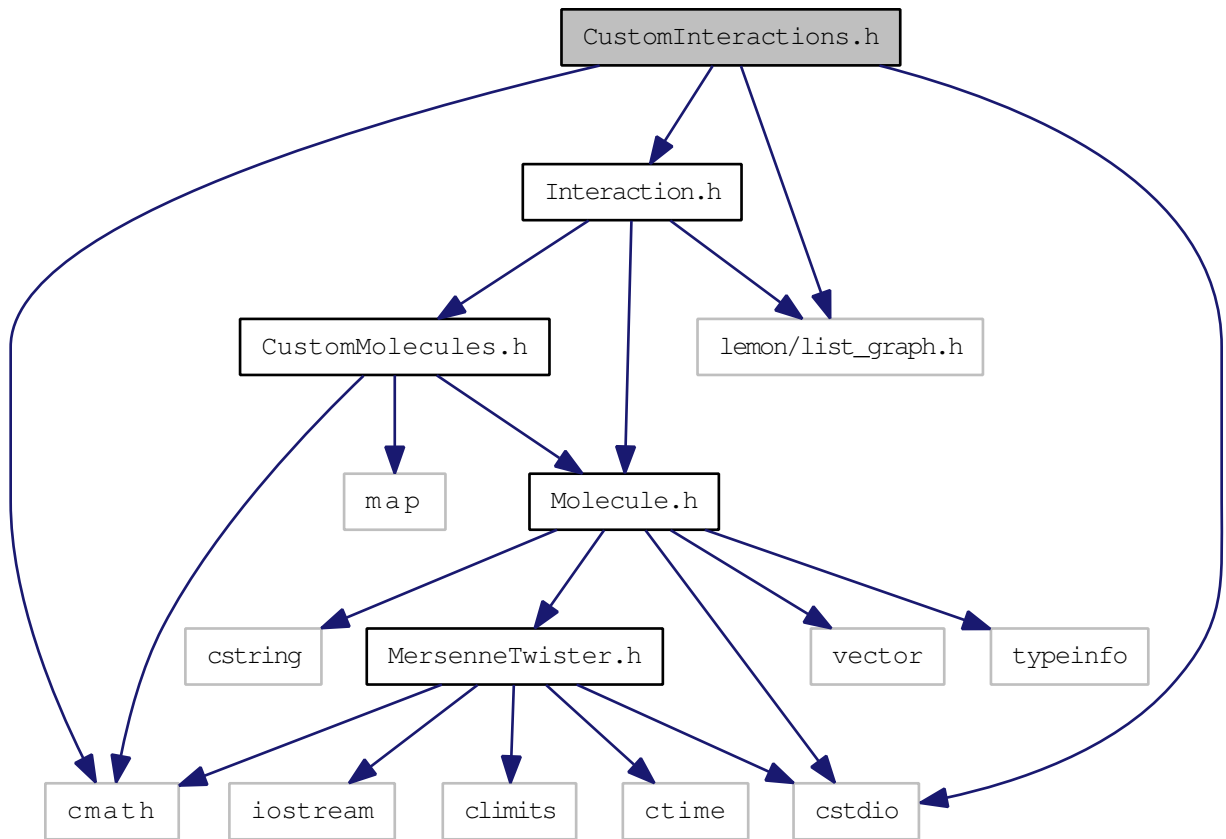 CustomInteractions.h
Interaction.h
CustomMolecules.h
lemon/list_graph.h
map
Molecule.h
cstring
MersenneTwister.h
vector
typeinfo
cmath
iostream
climits
ctime
cstdio